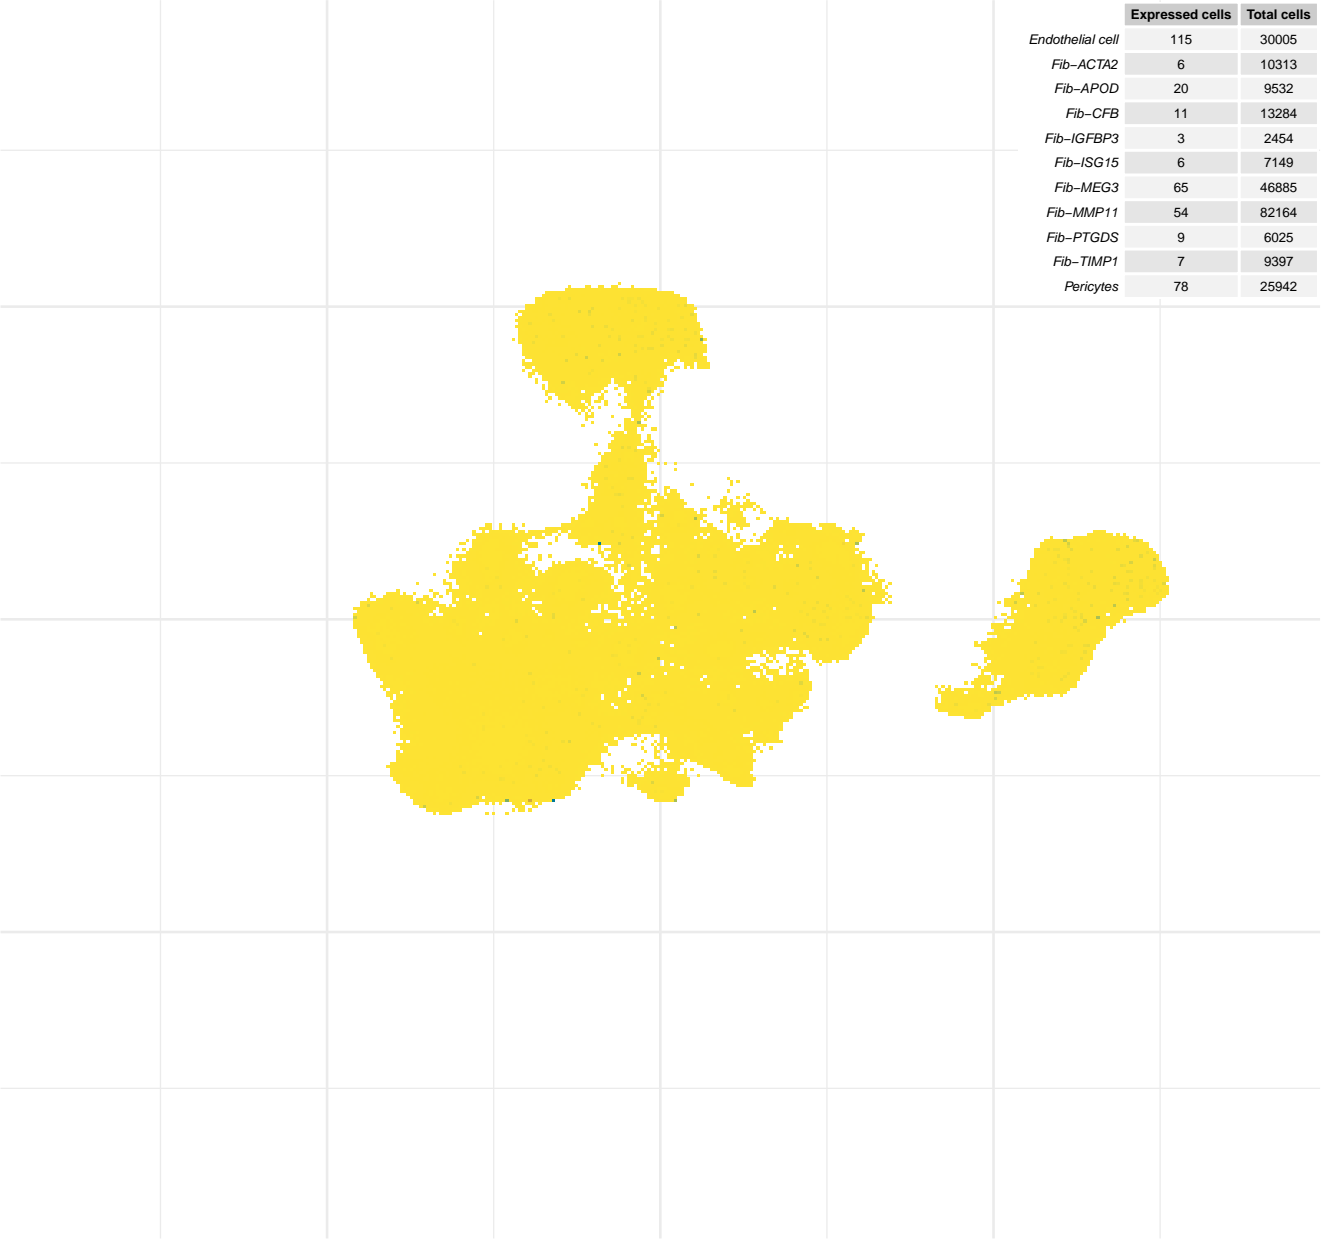 Expressed cells Total cells
Endothelial cell 115 30005
Fib−ACTA2 6 10313
Fib−APOD 20 9532
Fib−CFB 11 13284
Fib−IGFBP3 3 2454
Fib−ISG15 6 7149
Fib−MEG3 65 46885
Fib−MMP11 54 82164
Fib−PTGDS 9 6025
Fib−TIMP1 7 9397
Pericytes 78 25942